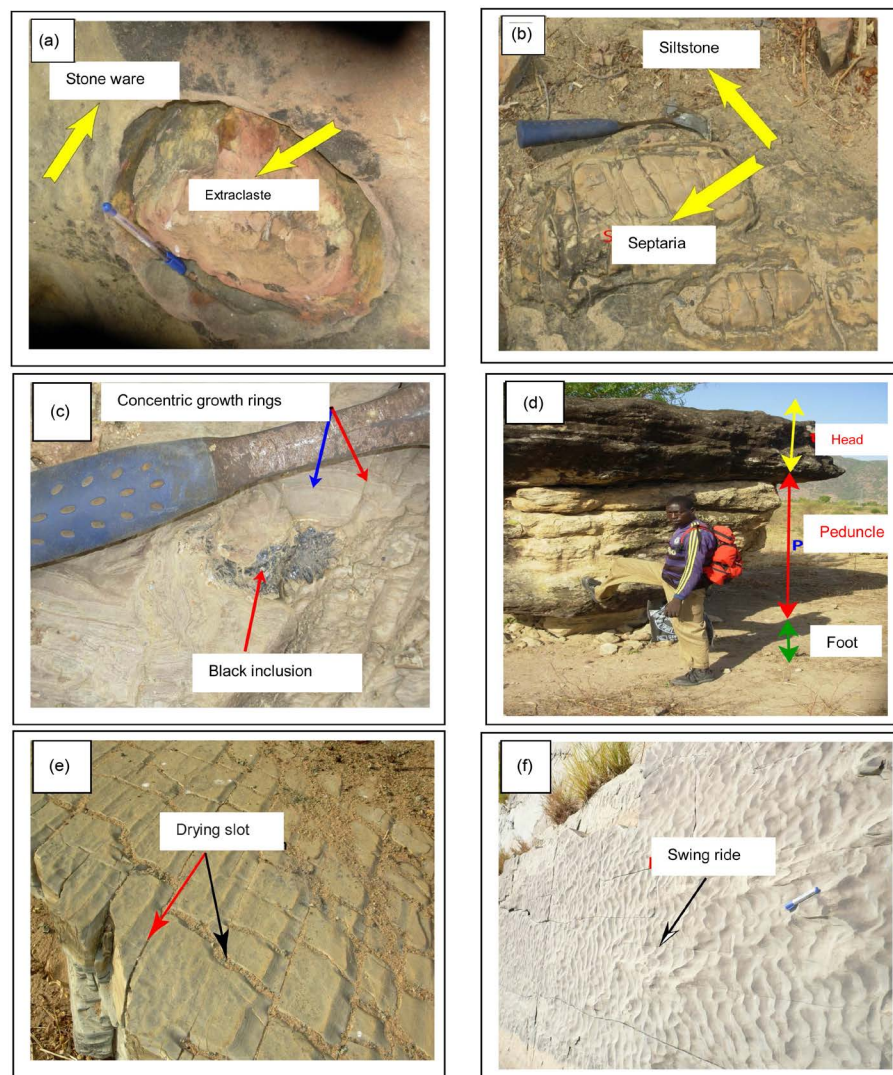 (a)
Stone ware
Extraclaste
(b)
Siltstone
S
Septaria
(c)
Concentric growth rings
Black inclusion
(d)
Head
Peduncle
P
Foot
(e)
Drying slot
(f)
Swing ride